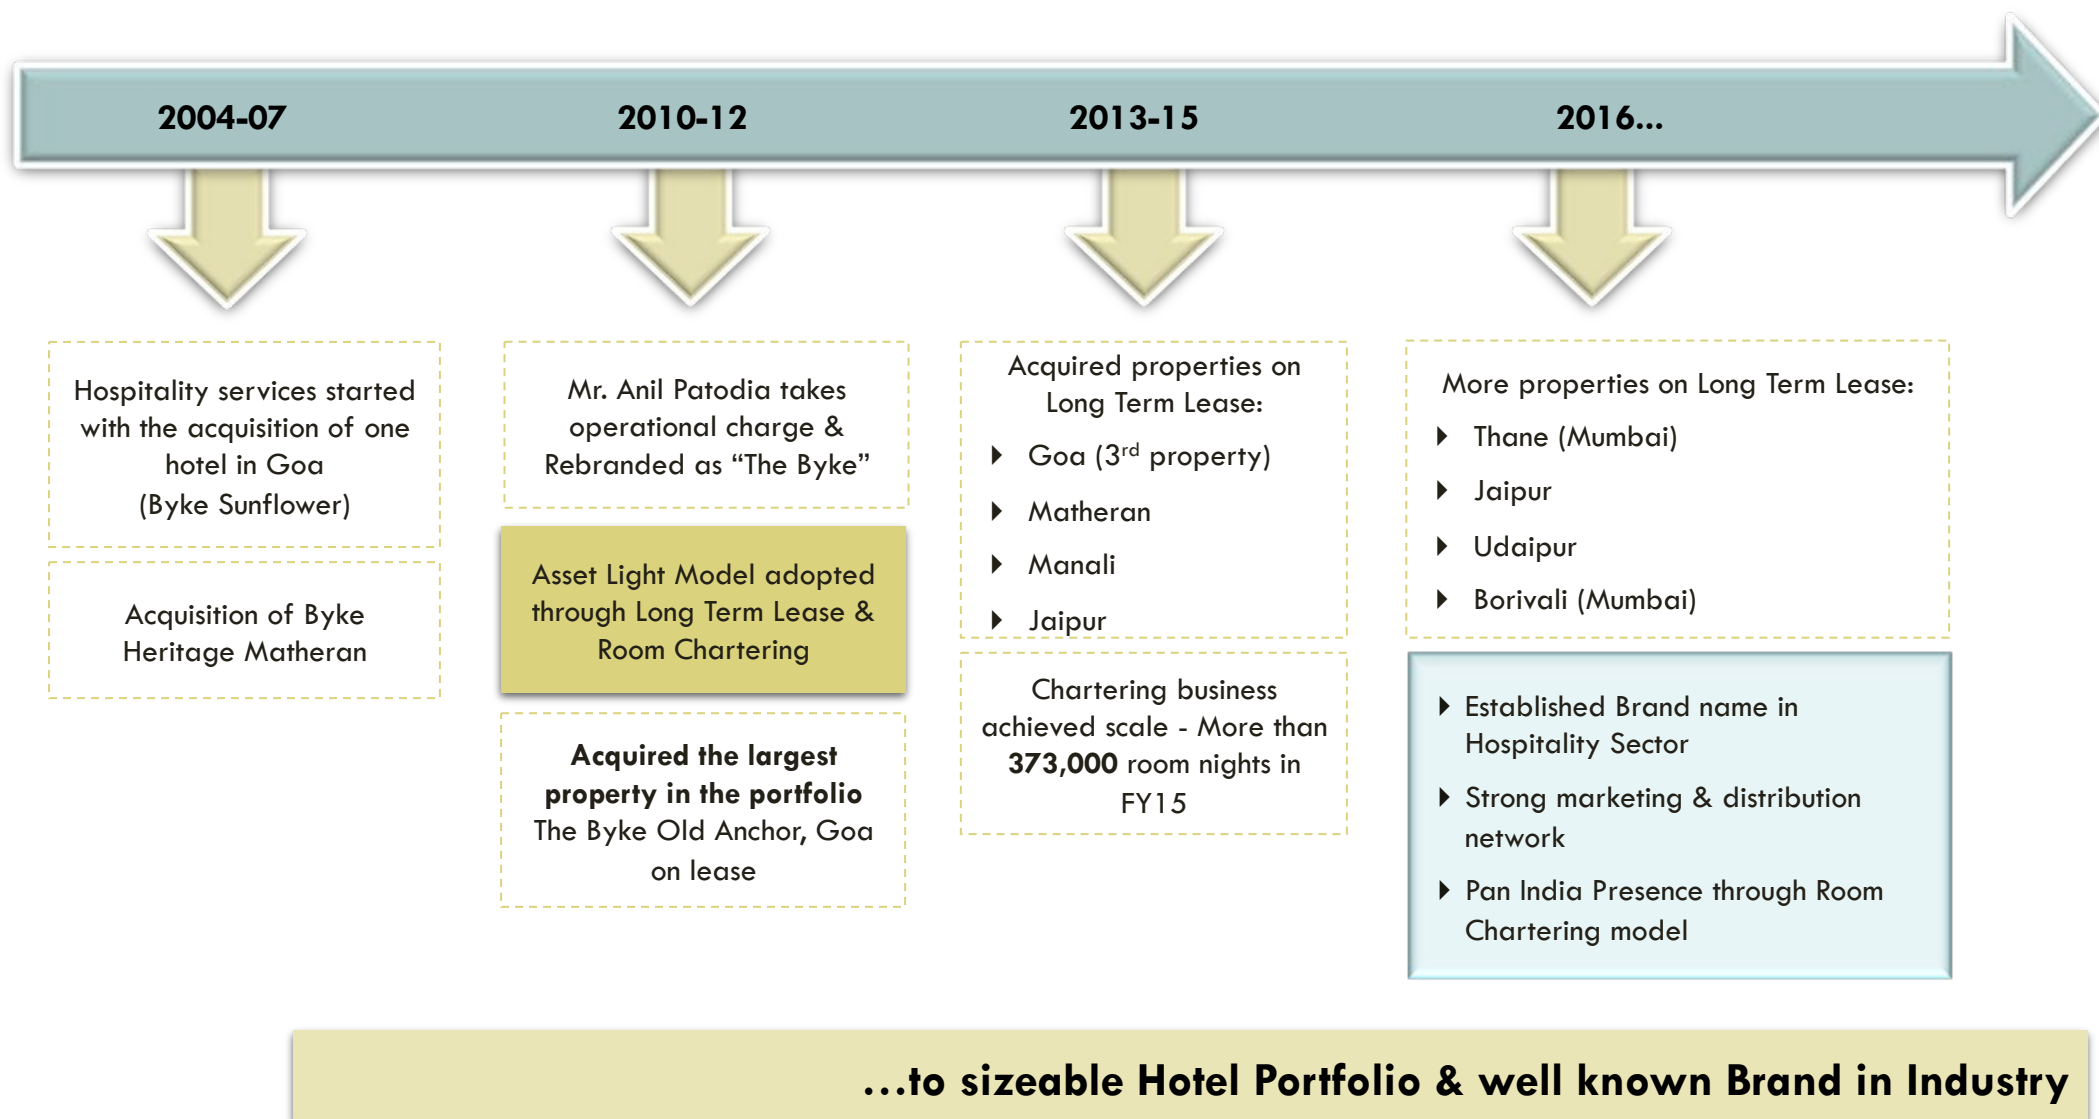 2004-07
2010-12
2013-15
2016...
Hospitality services started
with the acquisition of one
hotel in Goa
(Byke Sunflower)
Acquisition of Byke
Heritage Matheran
Mr. Anil Patodia takes
operational charge &
Rebranded as “The Byke”
Asset Light Model adopted
through Long Term Lease &
Room Chartering
Acquired the largest
property in the portfolio
The Byke Old Anchor, Goa
on lease
Acquired properties on
Long Term Lease:
Goa (3rd property)
Matheran
Manali
Jaipur
Chartering business
achieved scale - More than
373,000 room nights in
FY15
More properties on Long Term Lease:
Thane (Mumbai)
Jaipur
Udaipur
Borivali (Mumbai)
Established Brand name in
Hospitality Sector
Strong marketing & distribution
network
Pan India Presence through Room
Chartering model
...to sizeable Hotel Portfolio & well known Brand in Industry